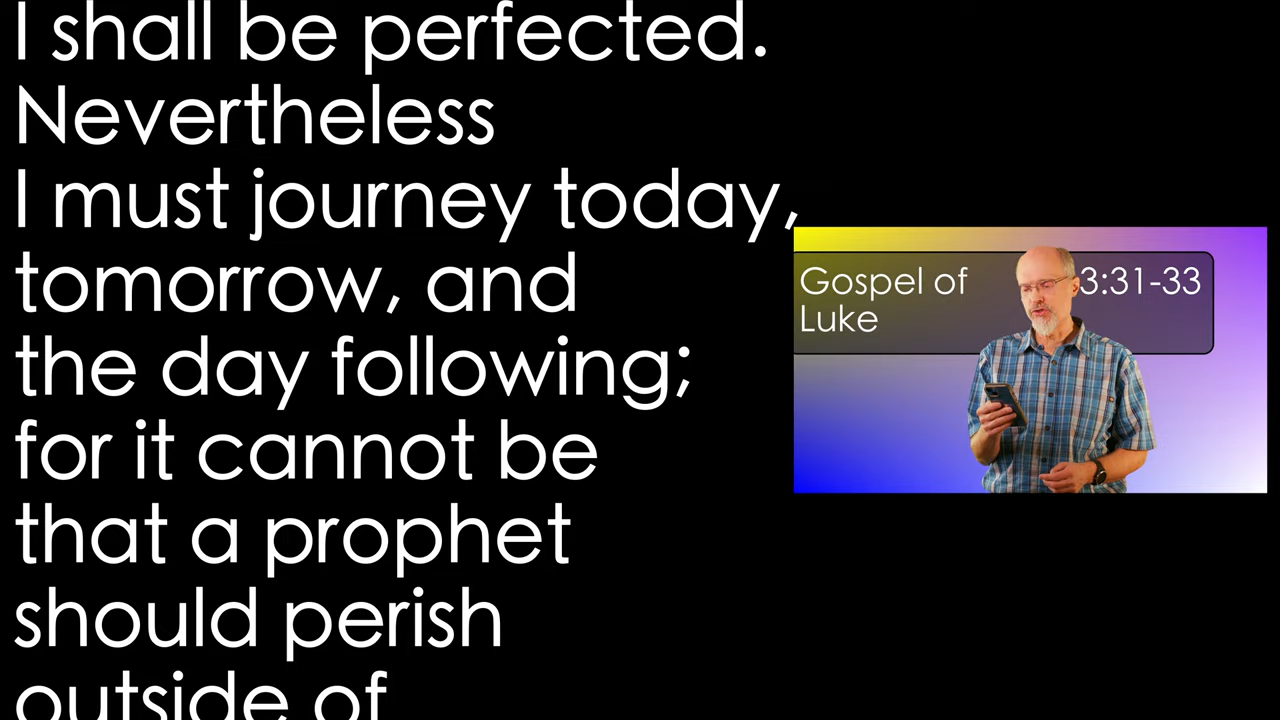 I shall be perfected.
Nevertheless
I must journey today,
tomorrow, and
the day following;
for it cannot be
that a prophet
should perish
outside of
Gospel of
Luke
3:31-33